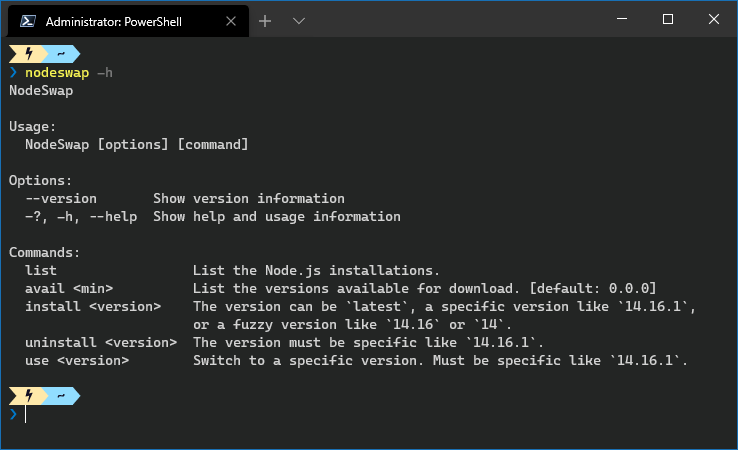 Administrator: PowerShell
~
❯ nodeswap -h
NodeSwap
Usage:
NodeSwap [options] [command]
Options:
--version Show version information
-?, -h, --help Show help and usage information
Commands:
list List the Node.js installations.
avail <min> List the versions available for download. [default: 0.0.0]
install <version> The version can be `latest`, a specific version like `14.16.1`,
or a fuzzy version like `14.16` or `14`.
uninstall <version> The version must be specific like `14.16.1`.
use <version> Switch to a specific version. Must be specific like `14.16.1`.
~
❯